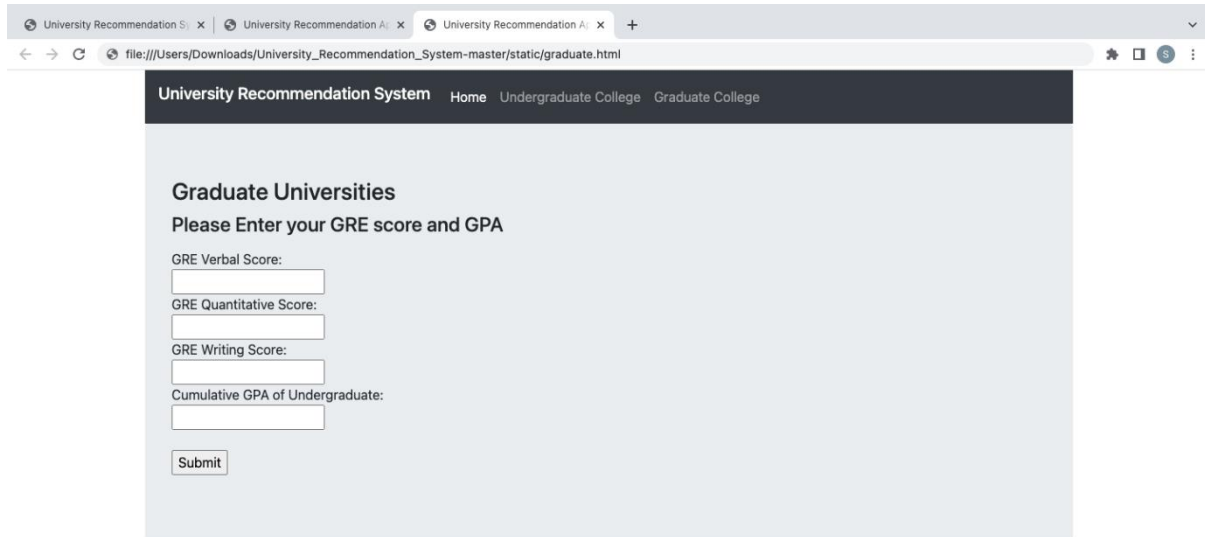 University Recommendation Sy University Recommendation Ap University Recommendation Ap
file:///Users/Downloads/University_Recommendation_System-master/static/graduate.html S
University Recommendation System Home Undergraduate College Graduate College
Graduate Universities
Please Enter your GRE score and GPA
GRE Verbal Score:
GRE Quantitative Score:
GRE Writing Score:
Cumulative GPA of Undergraduate:
Submit